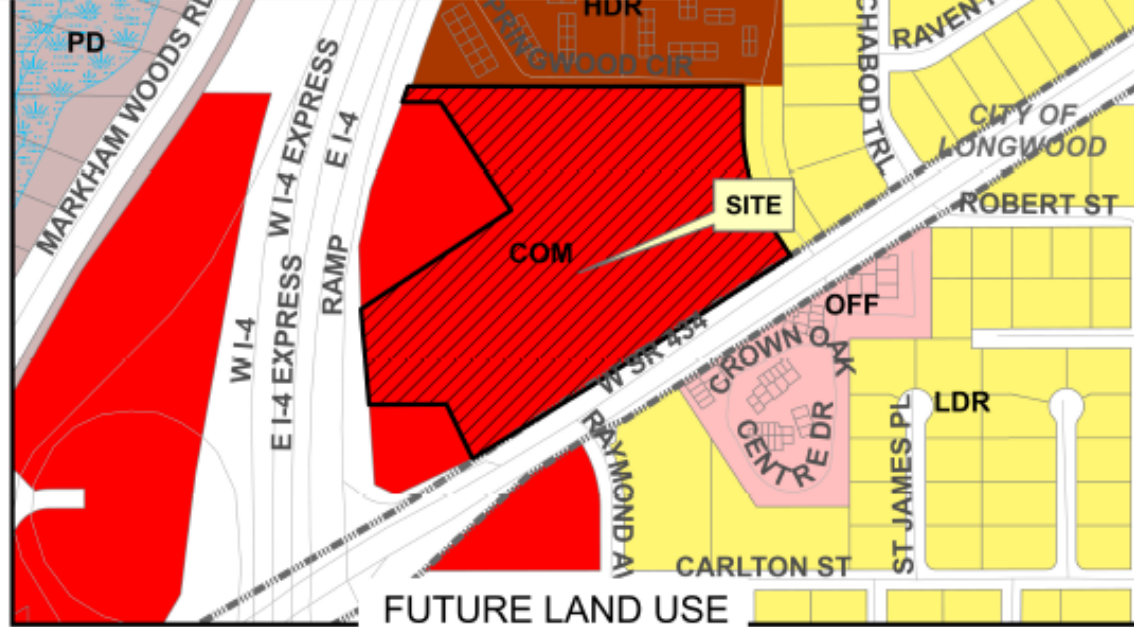 HDR
PD
SPRINGWOOD CIR
MARKHAM WOODS RD
W I-4 EXPRESS
E I-4
RAMP
W I-4
E I-4 EXPRESS
CHABOD TRL
RAVEN
CITY OF
LONGWOOD
SITE
COM
ROBERT ST
OFF
W SR 434
CROWN OAK
CENTRE DR
LDR
RAYMOND AV
ST JAMES PL
CARLTON ST
FUTURE LAND USE